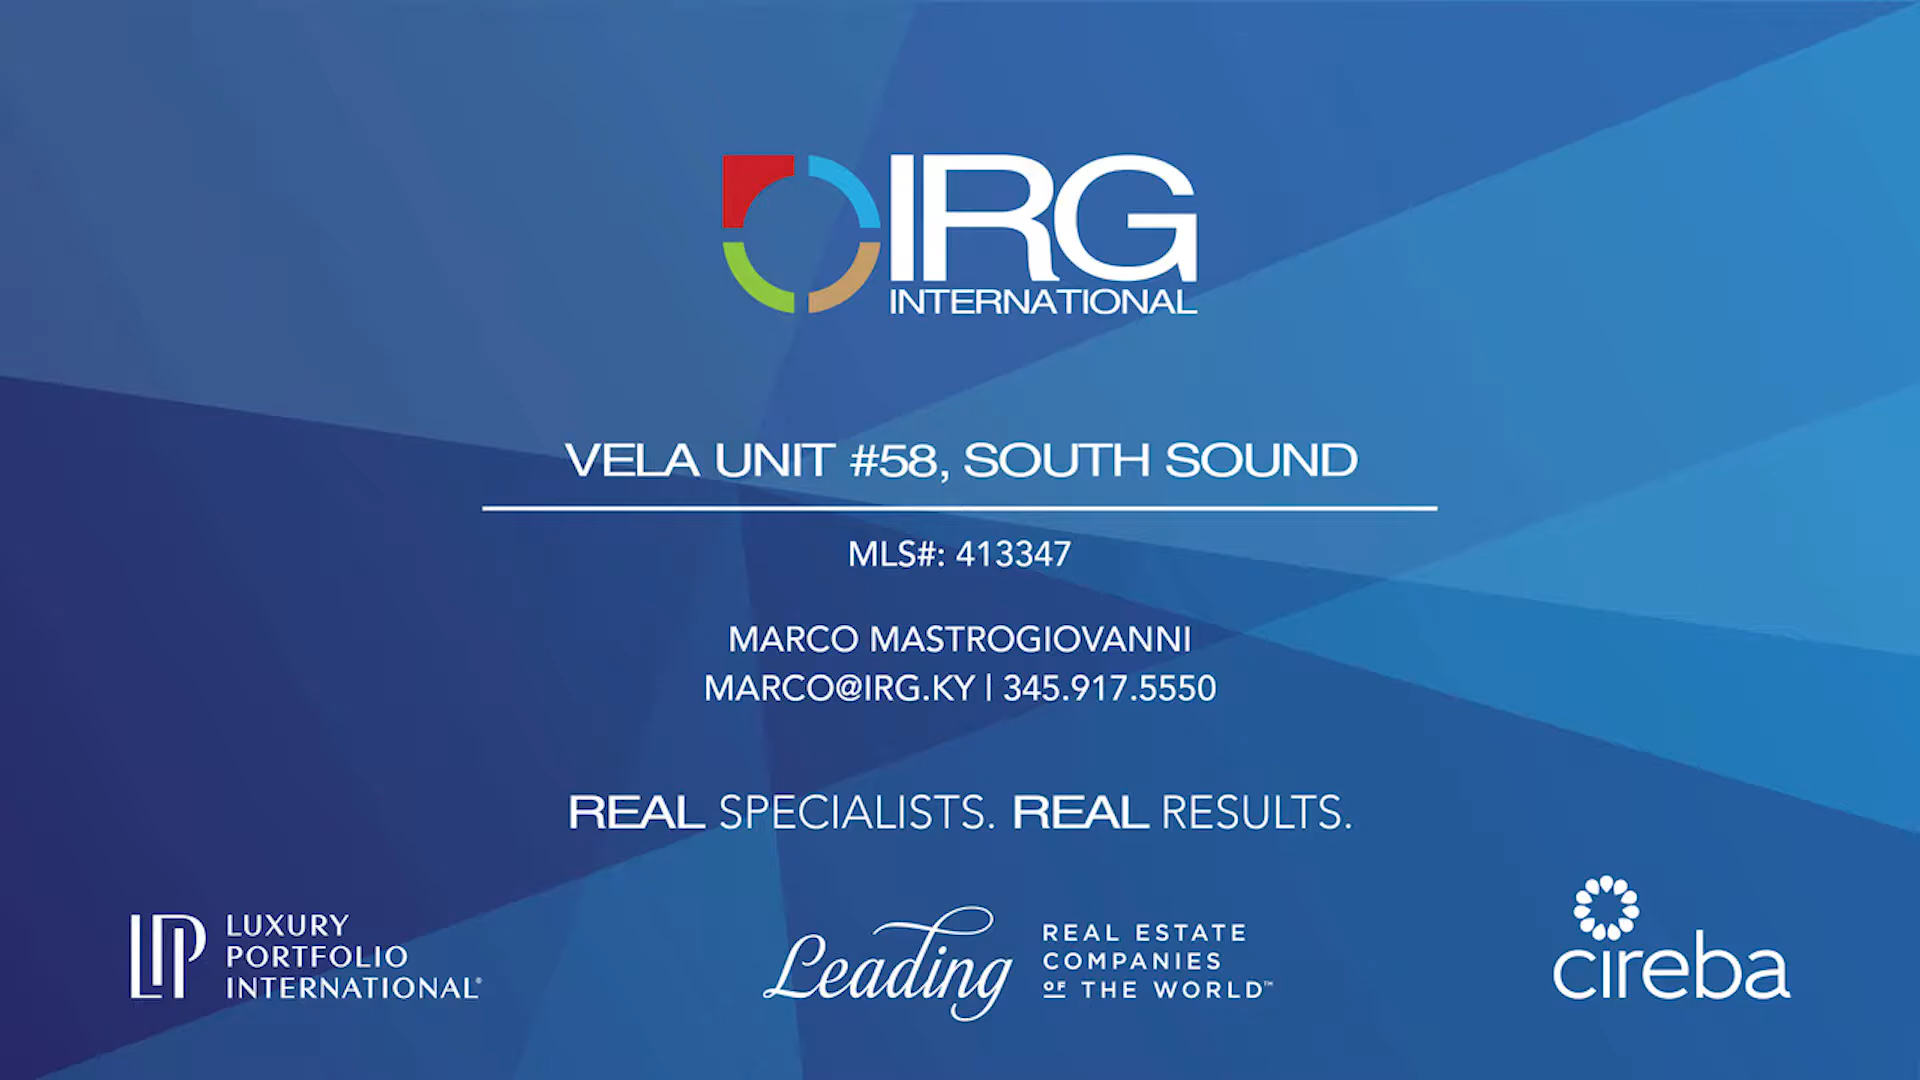 IRG
INTERNATIONAL
VELA UNIT #58, SOUTH SOUND
MLS#: 413347
MARCO MASTROGIOVANNI
MARCO@IRG.KY | 345.917.5550
REAL SPECIALISTS. REAL RESULTS.
LP LUXURY
PORTFOLIO
INTERNATIONAL®
Leading REAL ESTATE
COMPANIES
OF THE WORLD™
cireba